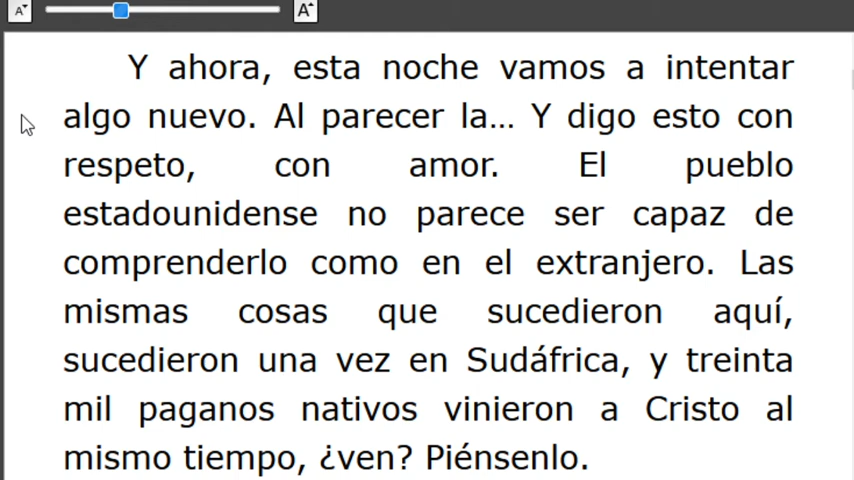 A A
Y ahora, esta noche vamos a intentar
algo nuevo. Al parecer la... Y digo esto con
respeto, con amor. El pueblo
estadounidense no parece ser capaz de
comprenderlo como en el extranjero. Las
mismas cosas que sucedieron aquí,
sucedieron una vez en Sudáfrica, y treinta
mil paganos nativos vinieron a Cristo al
mismo tiempo, ¿ven? Piénsenlo.